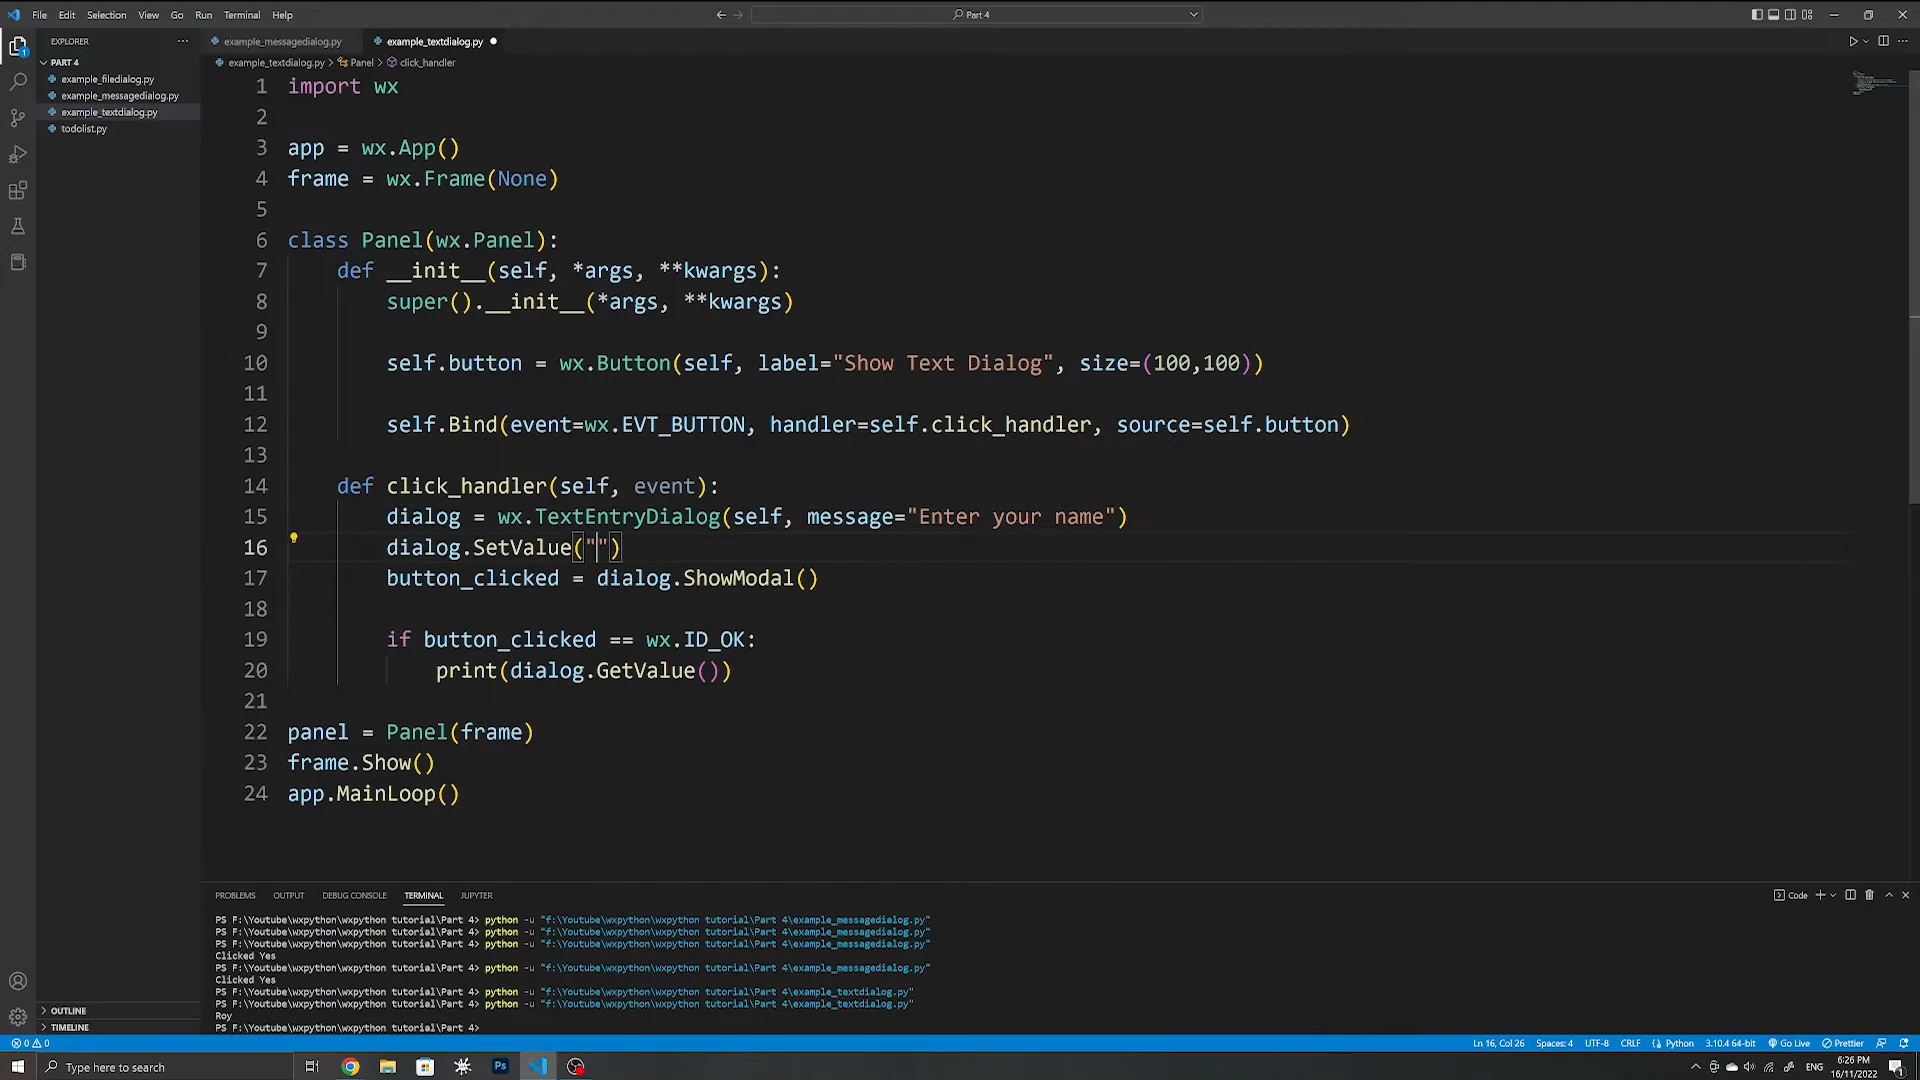 File Edit Selection View Go Run Terminal Help
Part 4
EXPLORER
PART 4
example_filedialog.py
example_messagedialog.py
example_textdialog.py
todolist.py
OUTLINE
TIMELINE
example_messagedialog.py example_textdialog.py
example_textdialog.py > Panel > click_handler
1 import wx
2
3 app = wx.App()
4 frame = wx.Frame(None)
5
6 class Panel(wx.Panel):
7 def __init__(self, *args, **kwargs):
8 super().__init__(*args, **kwargs)
9
10 self.button = wx.Button(self, label="Show Text Dialog", size=(100,100))
11
12 self.Bind(event=wx.EVT_BUTTON, handler=self.click_handler, source=self.button)
13
14 def click_handler(self, event):
15 dialog = wx.TextEntryDialog(self, message="Enter your name")
16 dialog.SetValue("")
17 button_clicked = dialog.ShowModal()
18
19 if button_clicked == wx.ID_OK:
20 print(dialog.GetValue())
21
22 panel = Panel(frame)
23 frame.Show()
24 app.MainLoop()
PROBLEMS OUTPUT DEBUG CONSOLE TERMINAL JUPYTER
Code
PS F:\Youtube\wxpython\wxpython tutorial\Part 4> python -u "f:\Youtube\wxpython\wxpython tutorial\Part 4\example_messagedialog.py"
PS F:\Youtube\wxpython\wxpython tutorial\Part 4> python -u "f:\Youtube\wxpython\wxpython tutorial\Part 4\example_messagedialog.py"
PS F:\Youtube\wxpython\wxpython tutorial\Part 4> python -u "f:\Youtube\wxpython\wxpython tutorial\Part 4\example_messagedialog.py"
Clicked Yes
PS F:\Youtube\wxpython\wxpython tutorial\Part 4> python -u "f:\Youtube\wxpython\wxpython tutorial\Part 4\example_messagedialog.py"
Clicked Yes
PS F:\Youtube\wxpython\wxpython tutorial\Part 4> python -u "f:\Youtube\wxpython\wxpython tutorial\Part 4\example_textdialog.py"
PS F:\Youtube\wxpython\wxpython tutorial\Part 4> python -u "f:\Youtube\wxpython\wxpython tutorial\Part 4\example_textdialog.py"
Roy
PS F:\Youtube\wxpython\wxpython tutorial\Part 4>
0 0 Ln 16, Col 26 Spaces: 4 UTF-8 CRLF Python 3.10.4 64-bit Go Live Prettier
Type here to search
Ps
ENG
6:26 PM
16/11/2022
1